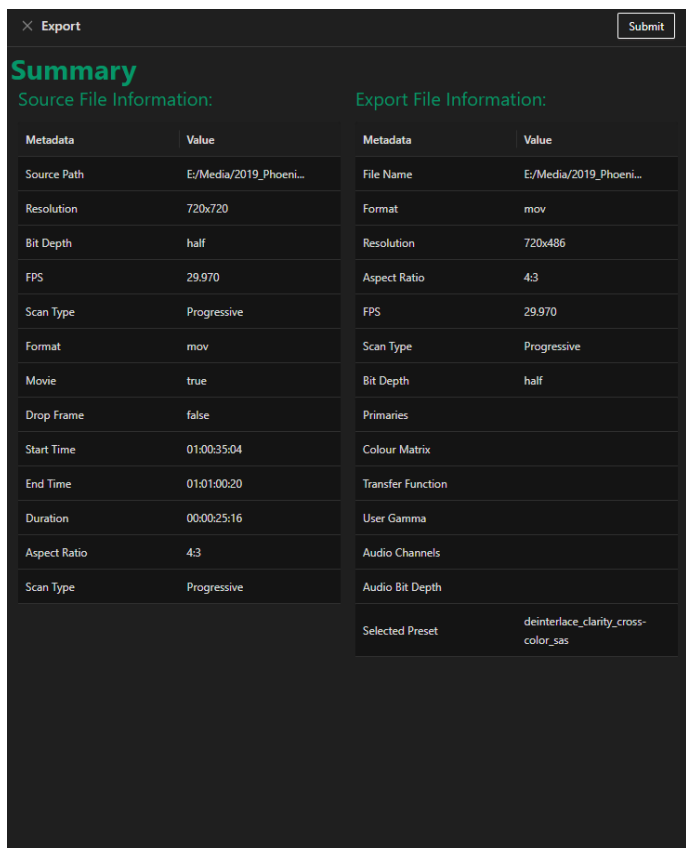 Export
Submit
Summary
Source File Information:
Metadata Value
Source Path E:/Media/2019_Phoeni...
Resolution 720x720
Bit Depth half
FPS 29.970
Scan Type Progressive
Format mov
Movie true
Drop Frame false
Start Time 01:00:35:04
End Time 01:01:00:20
Duration 00:00:25:16
Aspect Ratio 4:3
Scan Type Progressive
Export File Information:
Metadata Value
File Name E:/Media/2019_Phoeni...
Format mov
Resolution 720x486
Aspect Ratio 4:3
FPS 29.970
Scan Type Progressive
Bit Depth half
Primaries
Colour Matrix
Transfer Function
User Gamma
Audio Channels
Audio Bit Depth
Selected Preset deinterlace_clarity_cross-
color_sas